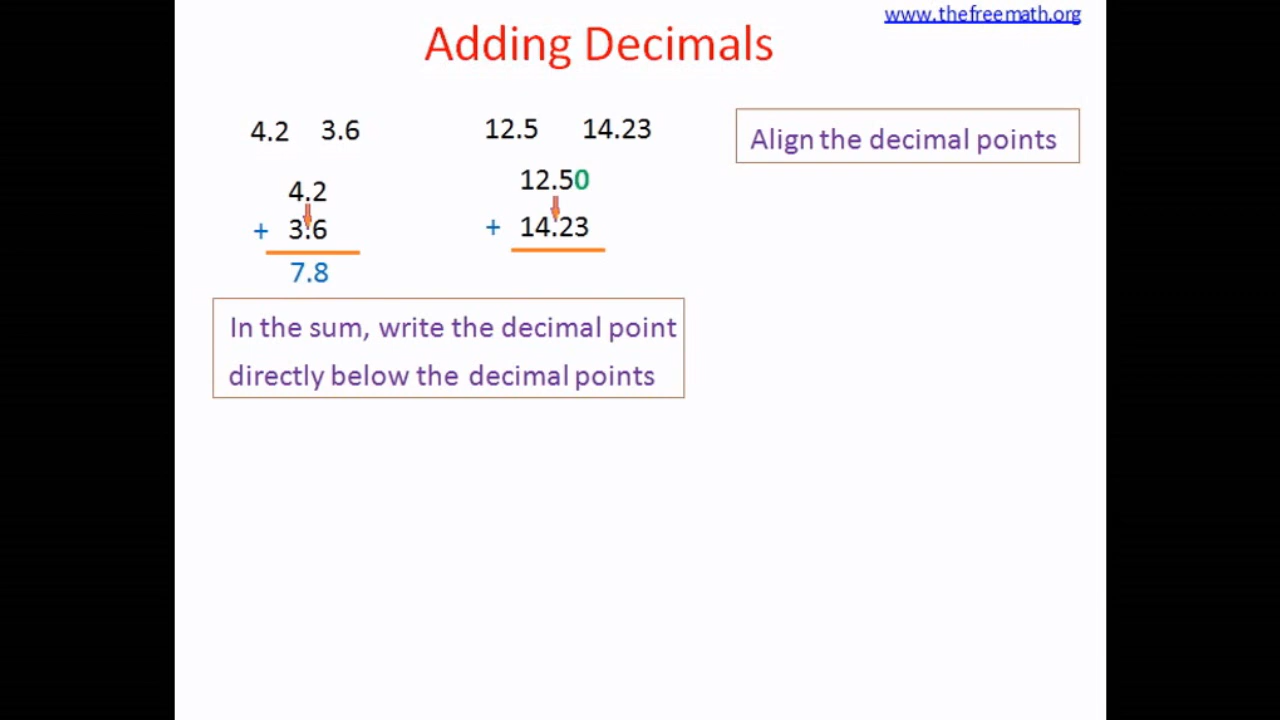 www.thefreemath.org
Adding Decimals
4.2 3.6
4.2
+ 3.6
7.8
12.5 14.23
12.50
+ 14.23
Align the decimal points
In the sum, write the decimal point
directly below the decimal points